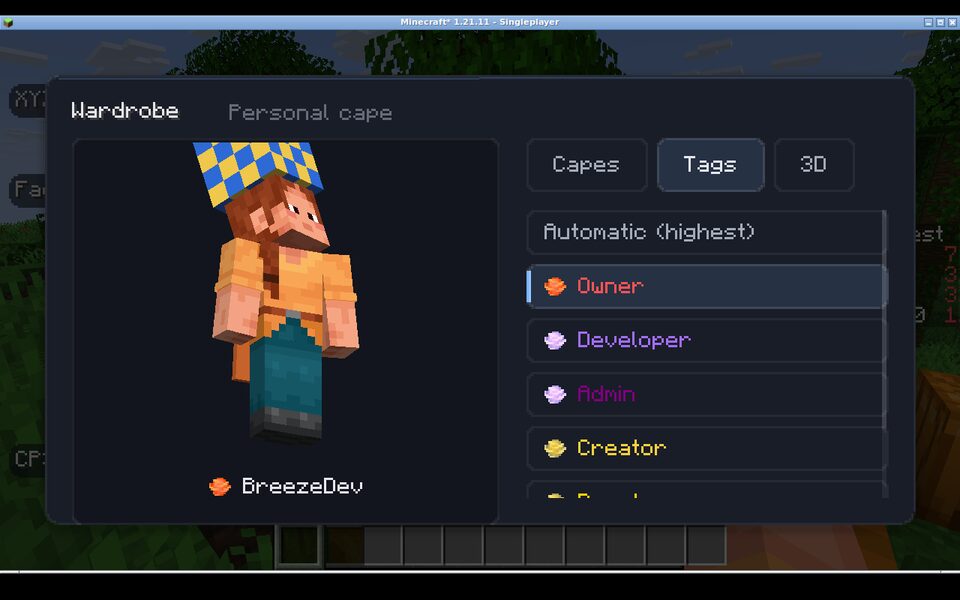 Minecraft* 1.21.11 - Singleplayer
Wardrobe
Personal cape
Capes
Tags
3D
Automatic (highest)
Owner
Developer
Admin
Creator
BreezeDev